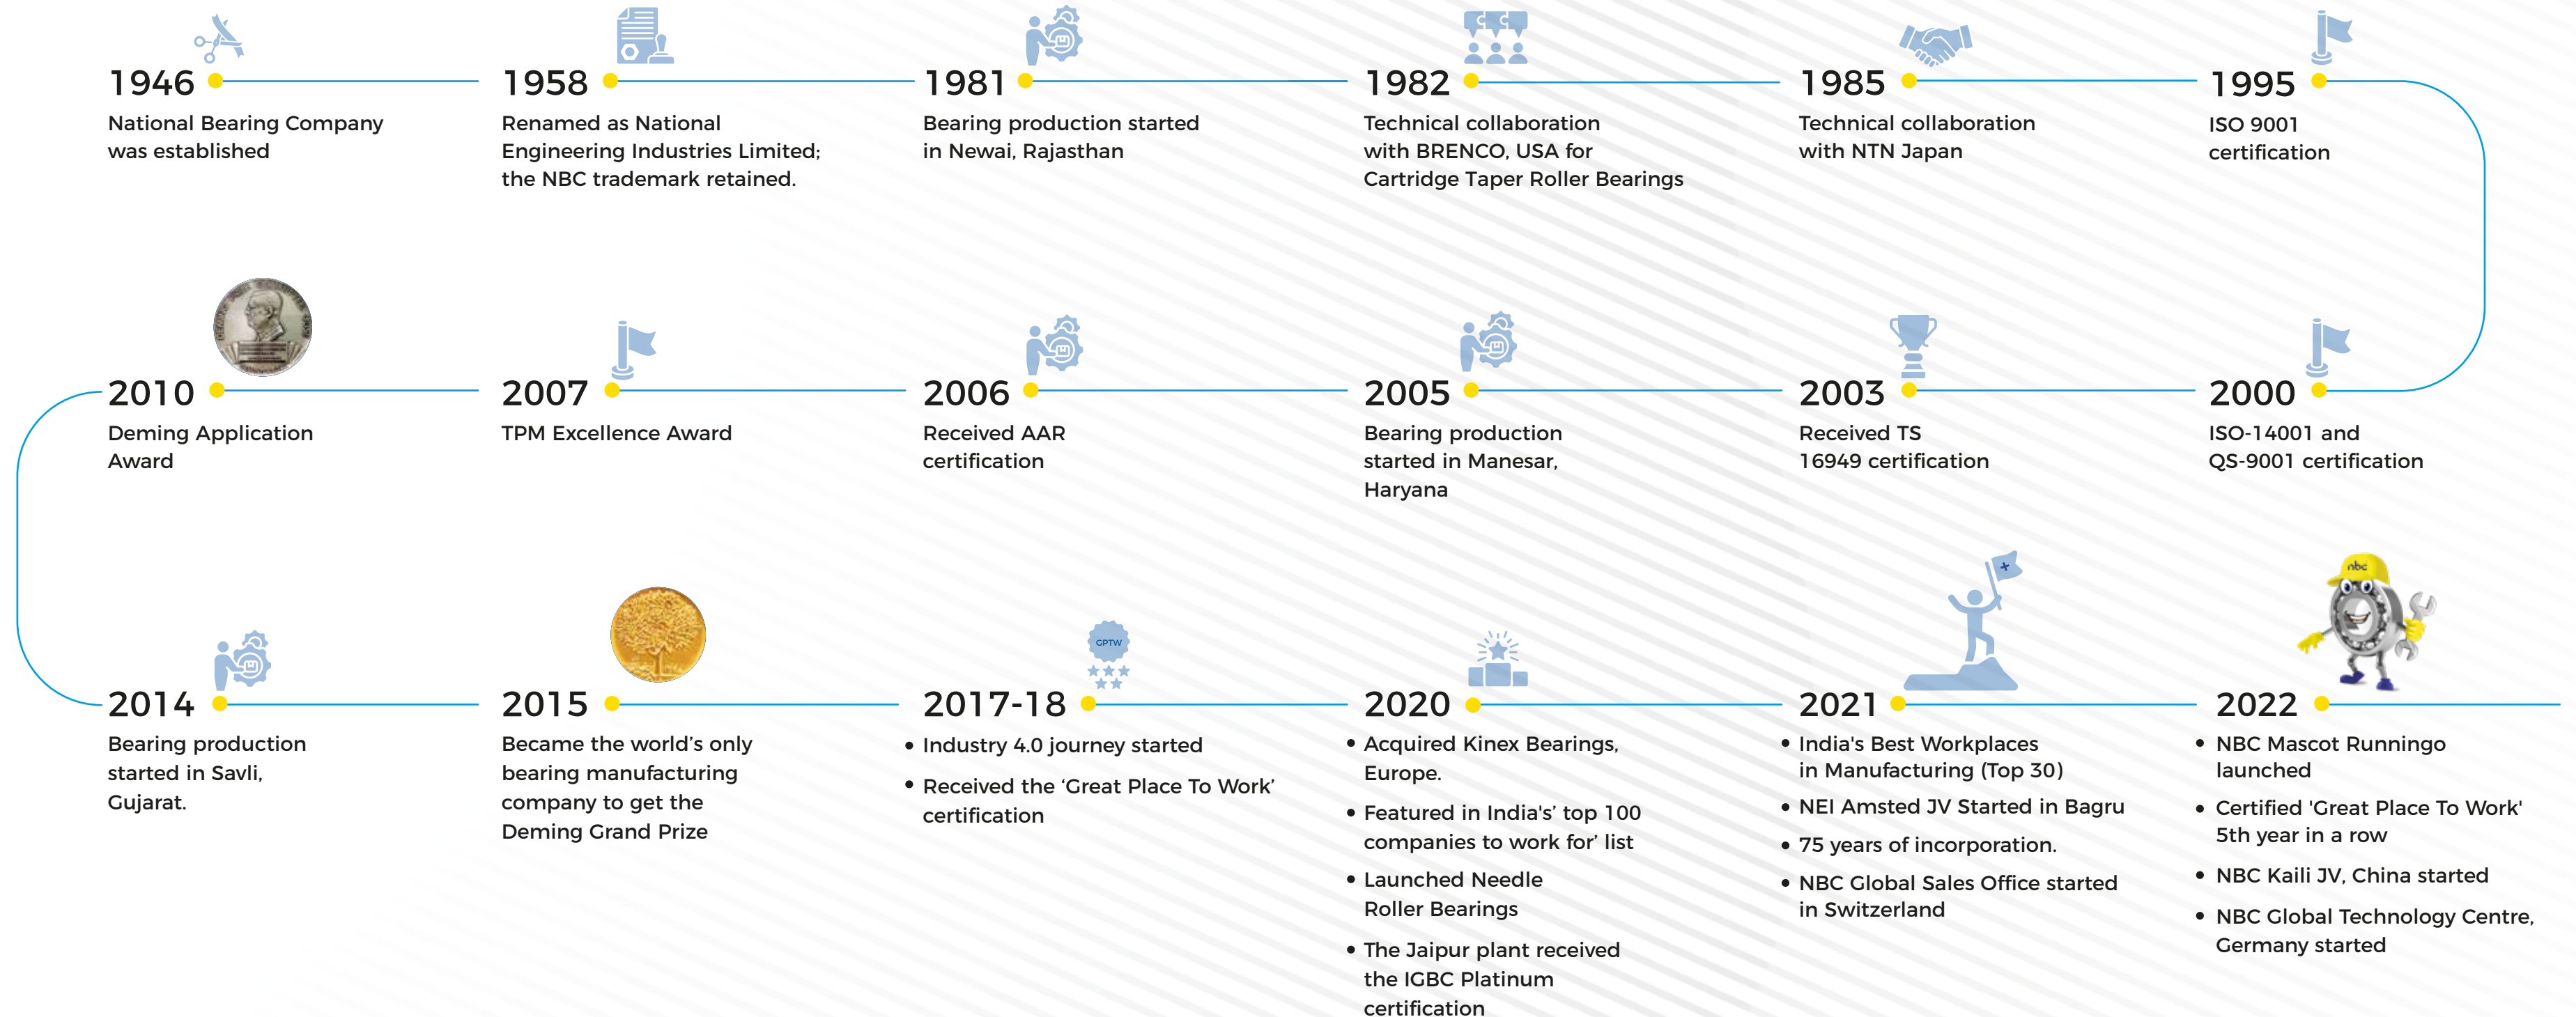 1946
National Bearing Company
was established
1958
Renamed as National
Engineering Industries Limited;
the NBC trademark retained.
1981
Bearing production started
in Newai, Rajasthan
1982
Technical collaboration
with BRENCO, USA for
Cartridge Taper Roller Bearings
1985
Technical collaboration
with NTN Japan
1995
ISO 9001
certification
2000
ISO-14001 and
QS-9001 certification
2003
Received TS
16949 certification
2005
Bearing production
started in Manesar,
Haryana
2006
Received AAR
certification
2007
TPM Excellence Award
2010
Deming Application
Award
2014
Bearing production
started in Savli,
Gujarat.
2015
Became the world’s only
bearing manufacturing
company to get the
Deming Grand Prize
GPTW
2017-18
• Industry 4.0 journey started
• Received the ‘Great Place To Work’
certification
2020
• Acquired Kinex Bearings,
Europe.
• Featured in India's’ top 100
companies to work for’ list
• Launched Needle
Roller Bearings
• The Jaipur plant received
the IGBC Platinum
certification
2021
• India's Best Workplaces
in Manufacturing (Top 30)
• NEI Amsted JV Started in Bagru
• 75 years of incorporation.
• NBC Global Sales Office started
in Switzerland
nbc
2022
• NBC Mascot Runningo
launched
• Certified 'Great Place To Work'
5th year in a row
• NBC Kaili JV, China started
• NBC Global Technology Centre,
Germany started